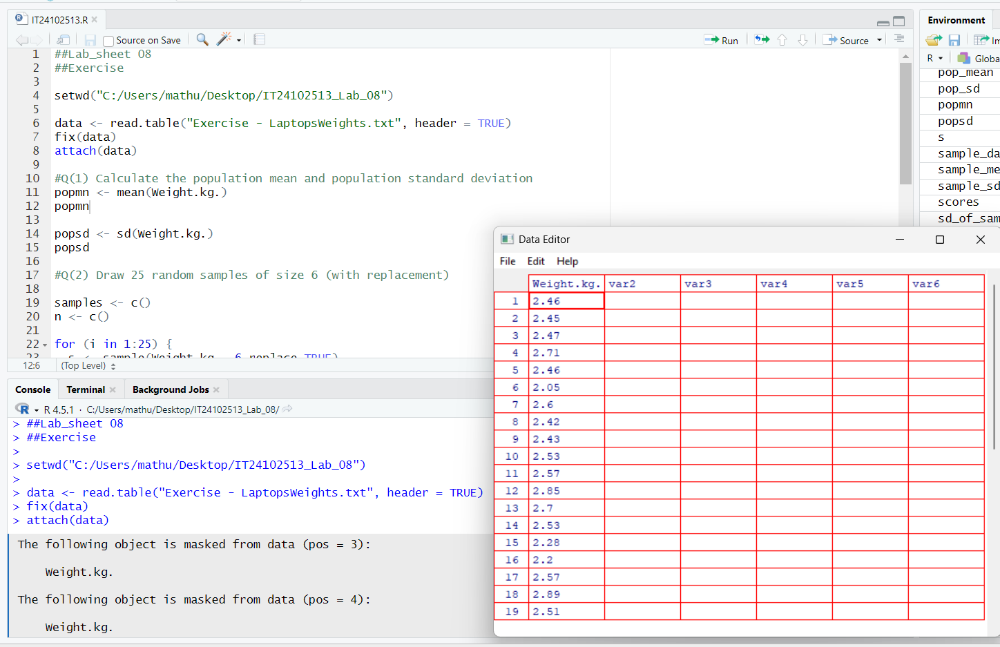 IT24102513.R
Source on Save
Run
Source
1 ##Lab_sheet 08
2 ##Exercise
3
4 setwd("C:/Users/mathu/Desktop/IT24102513_Lab_08")
5
6 data <- read.table("Exercise - LaptopsWeights.txt", header = TRUE)
7 fix(data)
8 attach(data)
9
10 #Q(1) Calculate the population mean and population standard deviation
11 popmn <- mean(Weight.kg.)
12 popmn
13
14 popsd <- sd(Weight.kg.)
15 popsd
16
17 #Q(2) Draw 25 random samples of size 6 (with replacement)
18
19 samples <- c()
20 n <- c()
21
22 for (i in 1:25) {
12:6 (Top Level)
Environment
Im
R Globa
pop_mean
pop_sd
popmn
popsd
s
sample_da
sample_me
sample_sd
scores
sd_of_sam
Console Terminal Background Jobs
R 4.5.1 · C:/Users/mathu/Desktop/IT24102513_Lab_08/
> ##Lab_sheet 08
> ##Exercise
>
> setwd("C:/Users/mathu/Desktop/IT24102513_Lab_08")
>
> data <- read.table("Exercise - LaptopsWeights.txt", header = TRUE)
> fix(data)
> attach(data)
The following object is masked from data (pos = 3):
Weight.kg.
The following object is masked from data (pos = 4):
Weight.kg.
Data Editor
File Edit Help
Weight.kg. var2 var3 var4 var5 var6
1 2.46
2 2.45
3 2.47
4 2.71
5 2.46
6 2.05
7 2.6
8 2.42
9 2.43
10 2.53
11 2.57
12 2.85
13 2.7
14 2.53
15 2.28
16 2.2
17 2.57
18 2.89
19 2.51